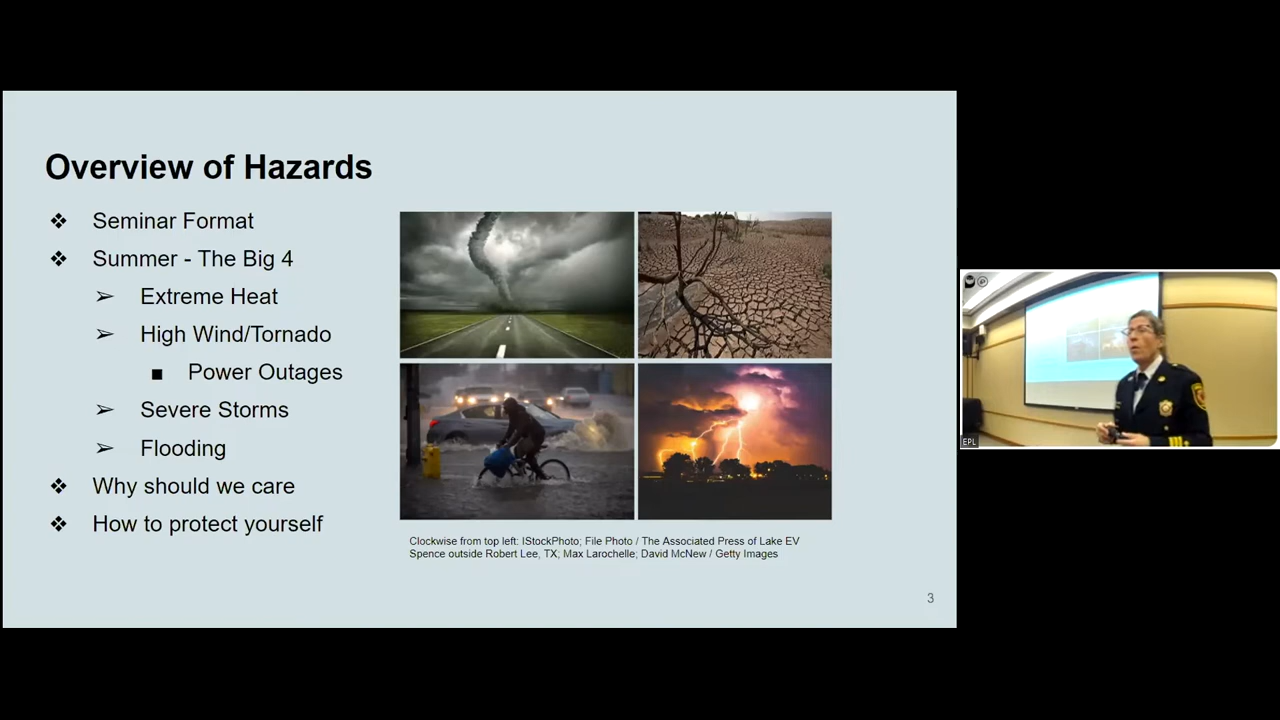 Overview of Hazards
❖ Seminar Format
❖ Summer - The Big 4
➢ Extreme Heat
➢ High Wind/Tornado
■ Power Outages
➢ Severe Storms
➢ Flooding
❖ Why should we care
❖ How to protect yourself
Clockwise from top left: IStockPhoto; File Photo / The Associated Press of Lake EV
Spence outside Robert Lee, TX; Max Larochelle; David McNew / Getty Images
3
EPL